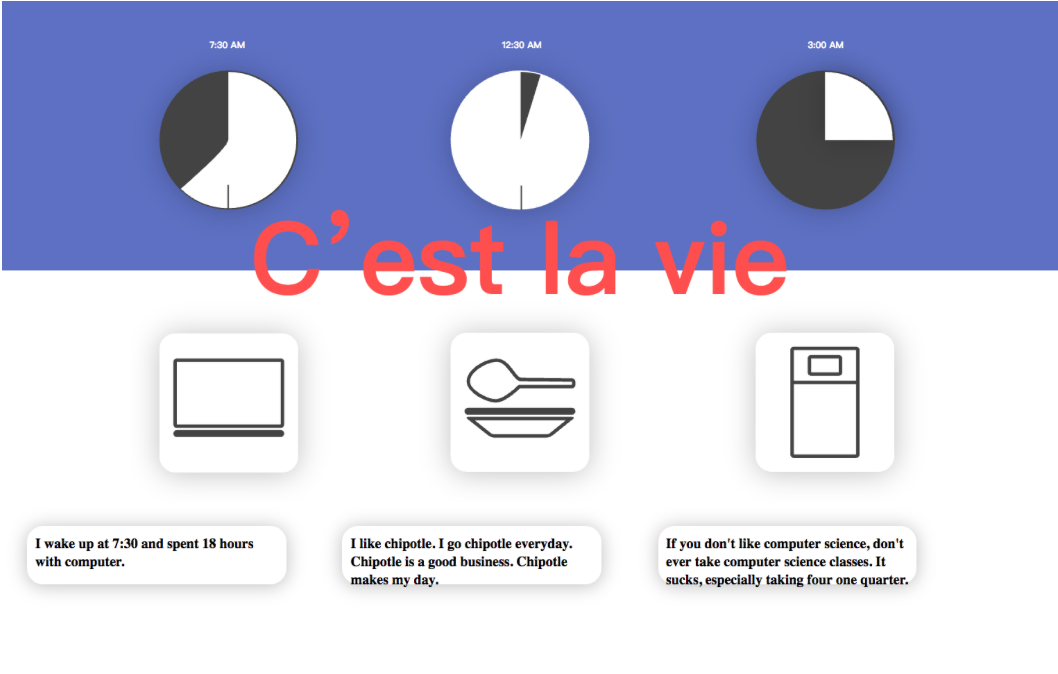 7:30 AM
12:30 AM
3:00 AM
C’est la vie
I wake up at 7:30 and spent 18 hours
with computer.
I like chipotle. I go chipotle everyday.
Chipotle is a good business. Chipotle
makes my day.
If you don't like computer science, don't
ever take computer science classes. It
sucks, especially taking four one quarter.